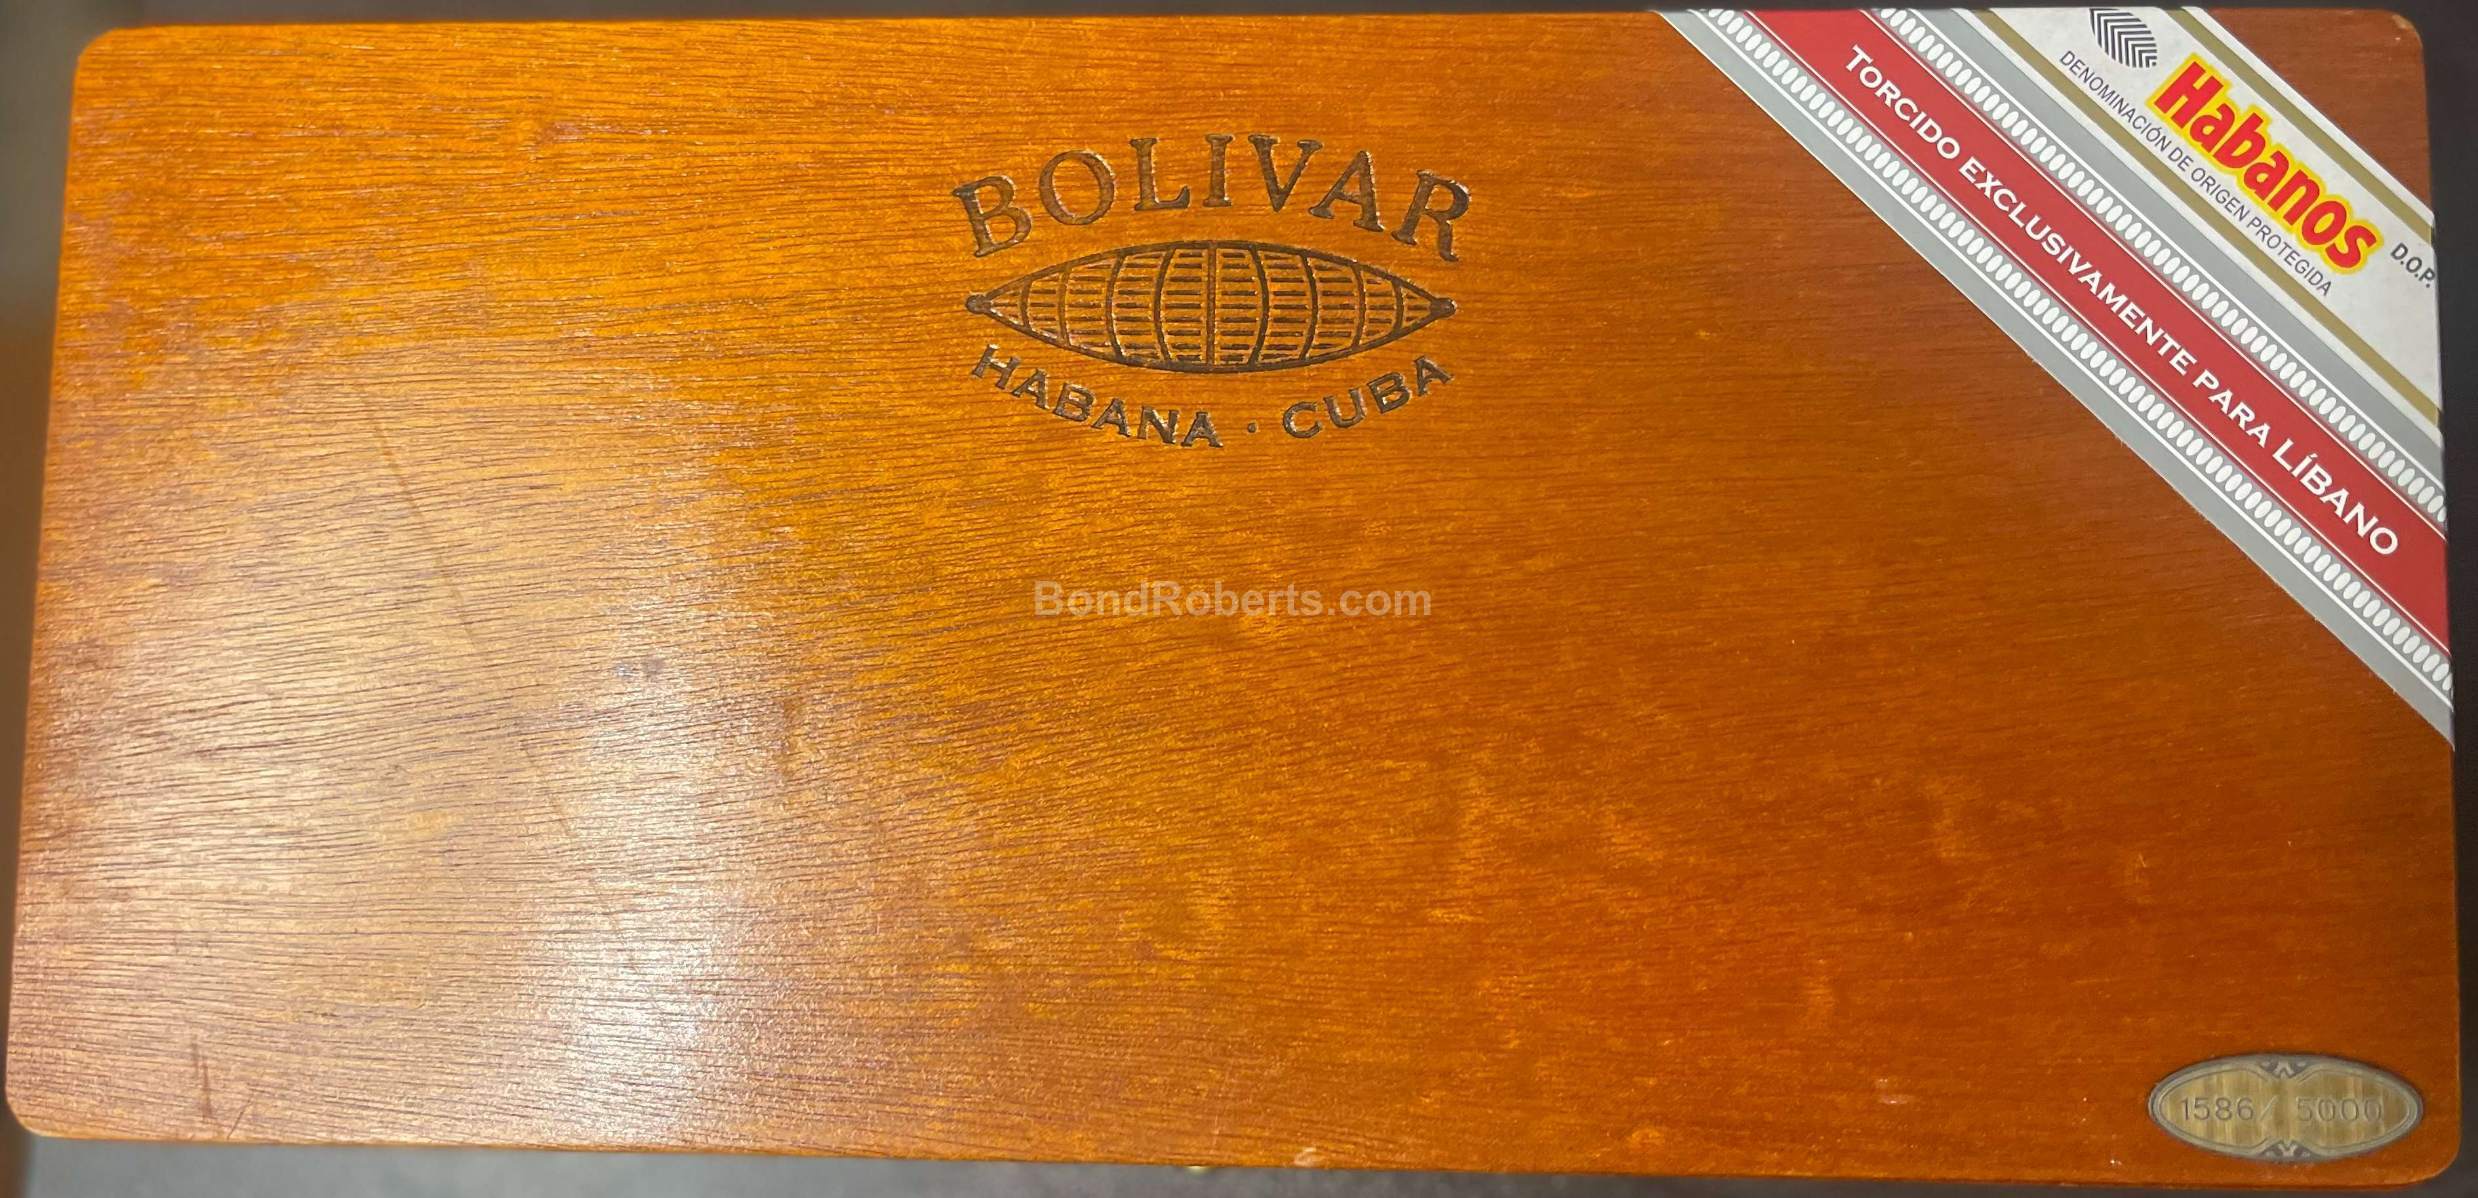 BOLIVAR
HABANA · CUBA
Habanos
D.O.P.
DENOMINACIÓN DE ORIGEN PROTEGIDA
TORCIDO EXCLUSIVAMENTE PARA LÍBANO
BondRoberts.com
1586 / 5000